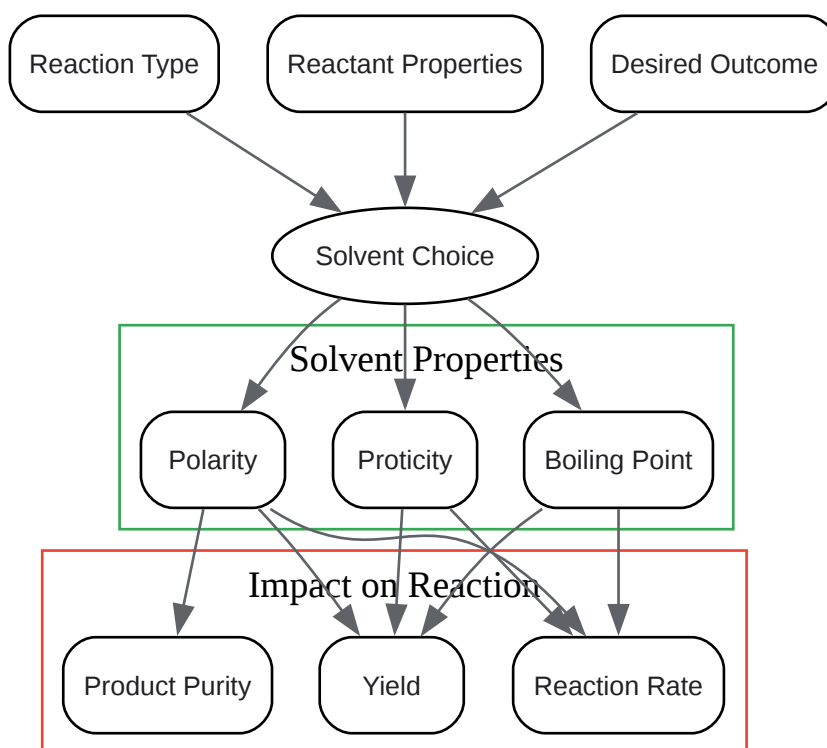 Reaction Type
Reactant Properties
Desired Outcome
Solvent Choice
Solvent Properties
Polarity
Proticity
Boiling Point
Impact on Reaction
Product Purity
Yield
Reaction Rate